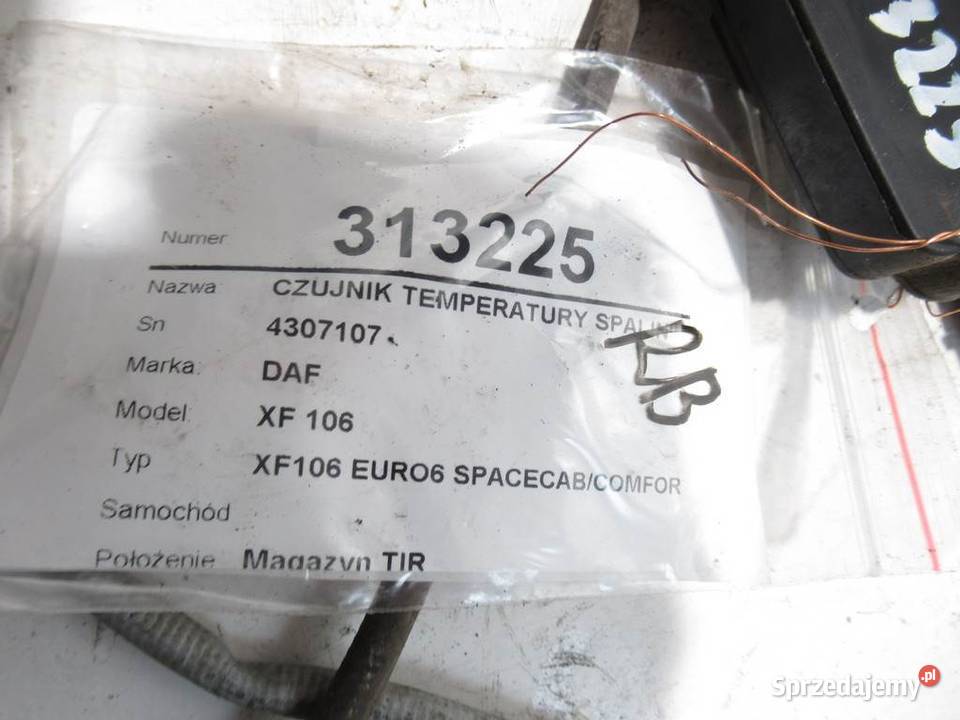 Numer 313225
Nazwa CZUJNIK TEMPERATURY SPALIN
Sn 4307107
Marka: DAF
Model: XF 106
Typ XF106 EURO6 SPACECAB/COMFOR
Samochód
Położenie Magazyn TIR
Sprzedajemy.pl